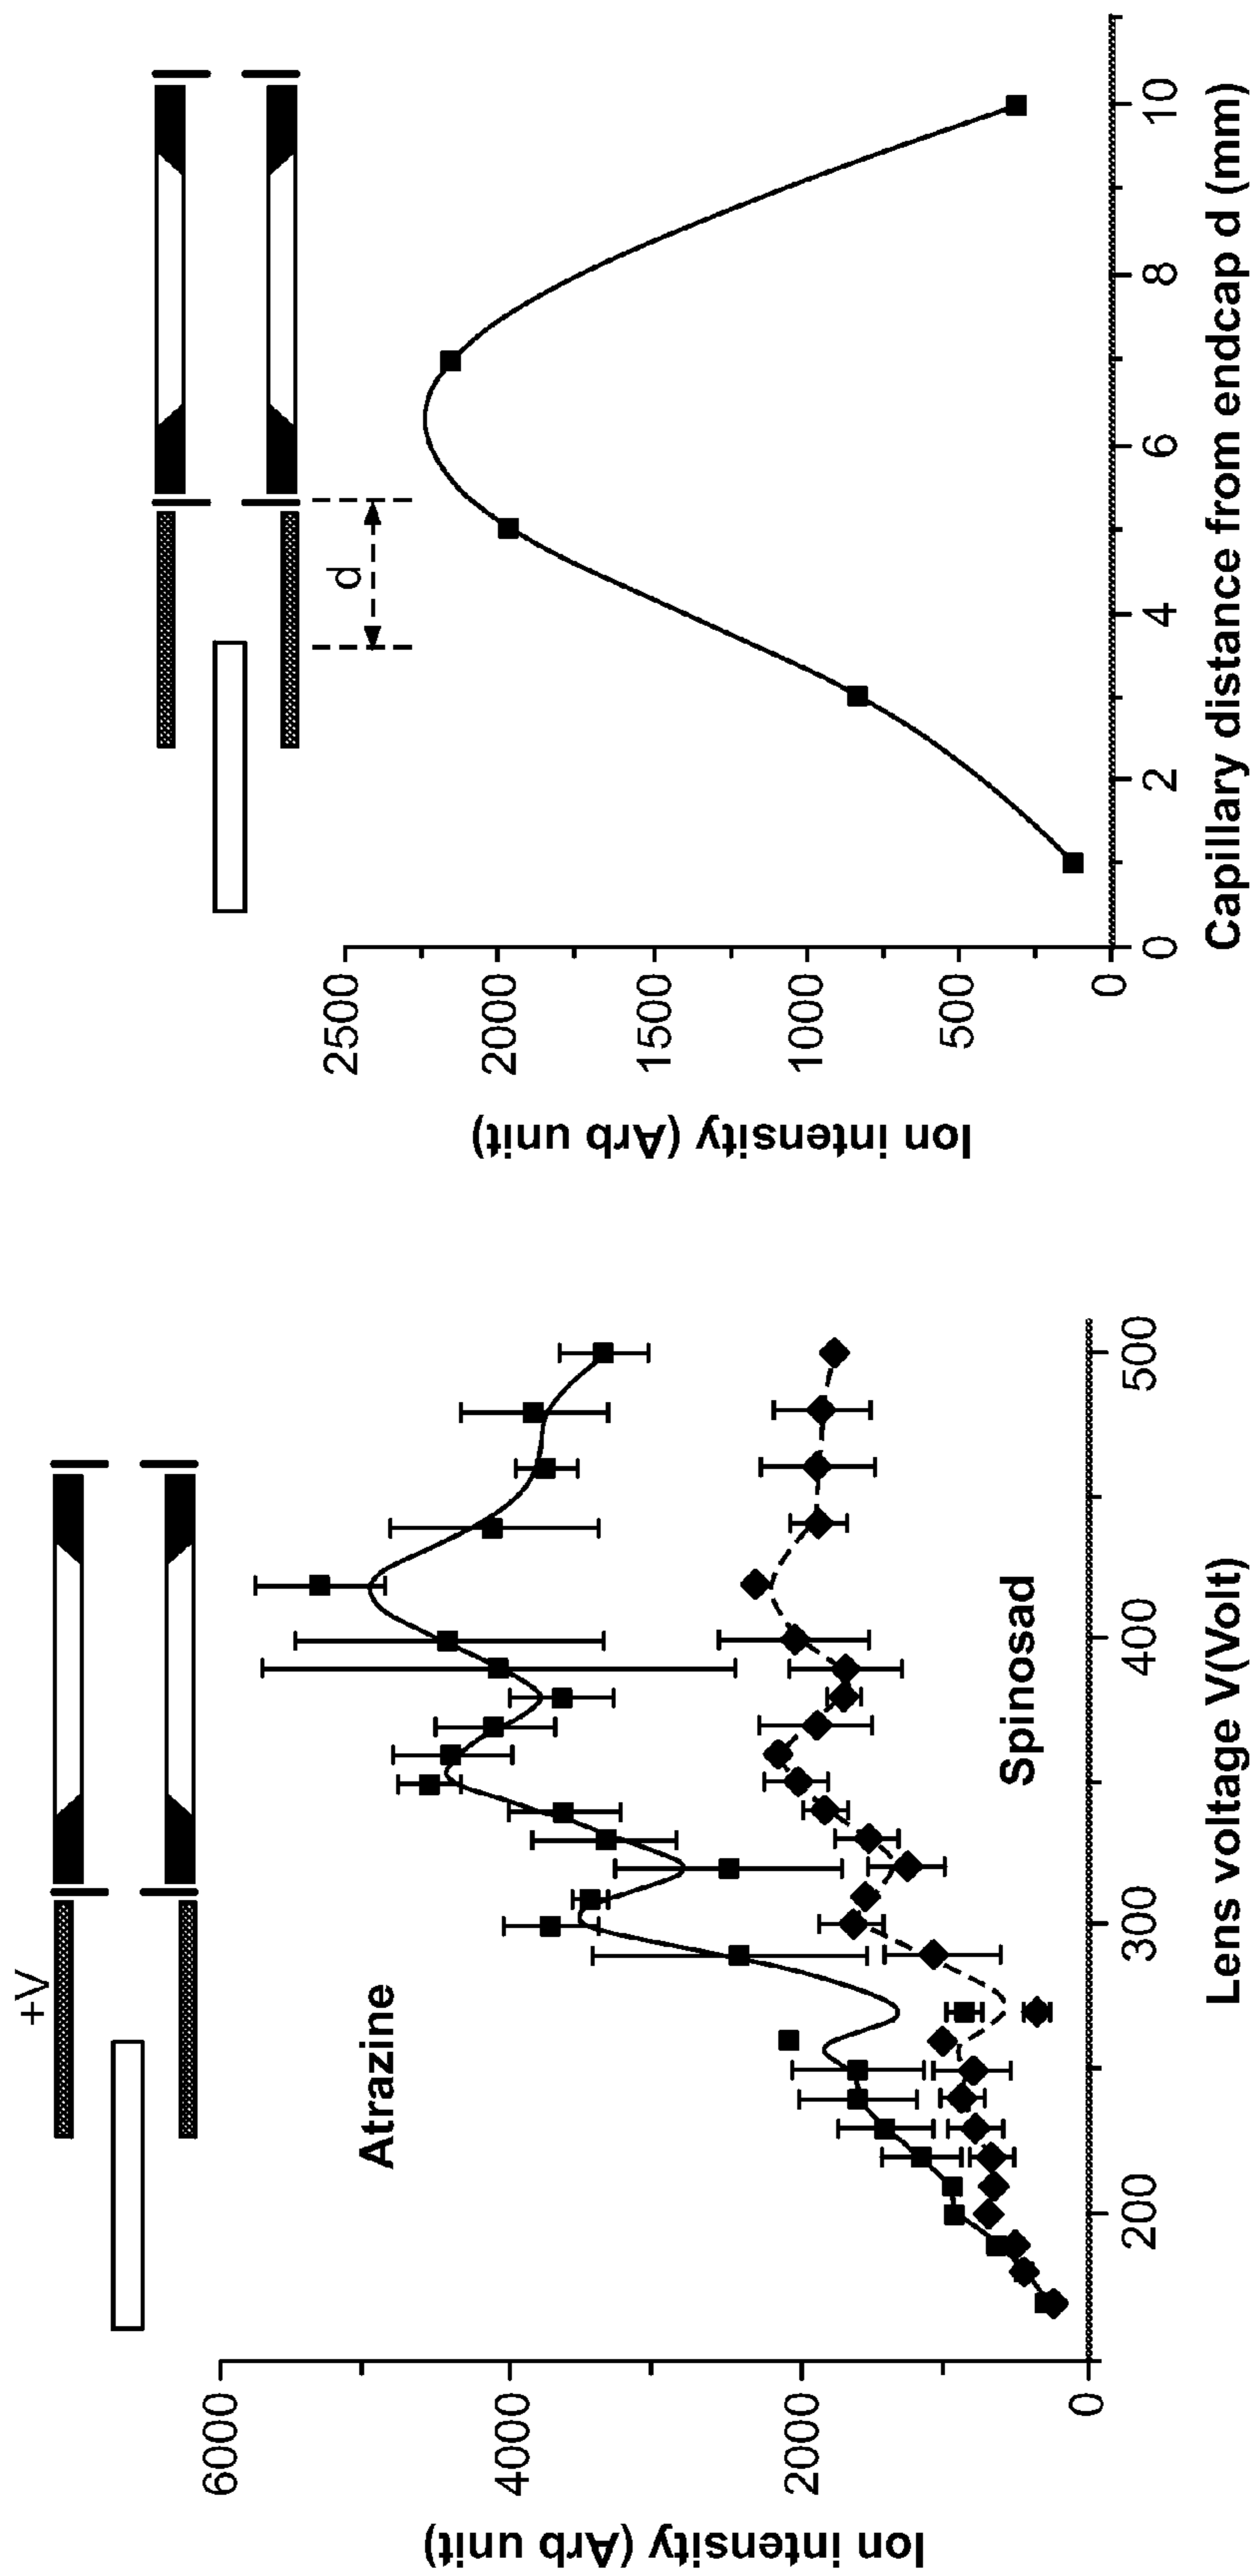 +V
Atrazine
Spinosad
6000
4000
2000
0
200
300
400
500
Ion intensity (Arb unit)
Lens voltage V(Volt)
d
2500
2000
1500
1000
500
0
0
2
4
6
8
10
Ion intensity (Arb unit)
Capillary distance from endcap d (mm)